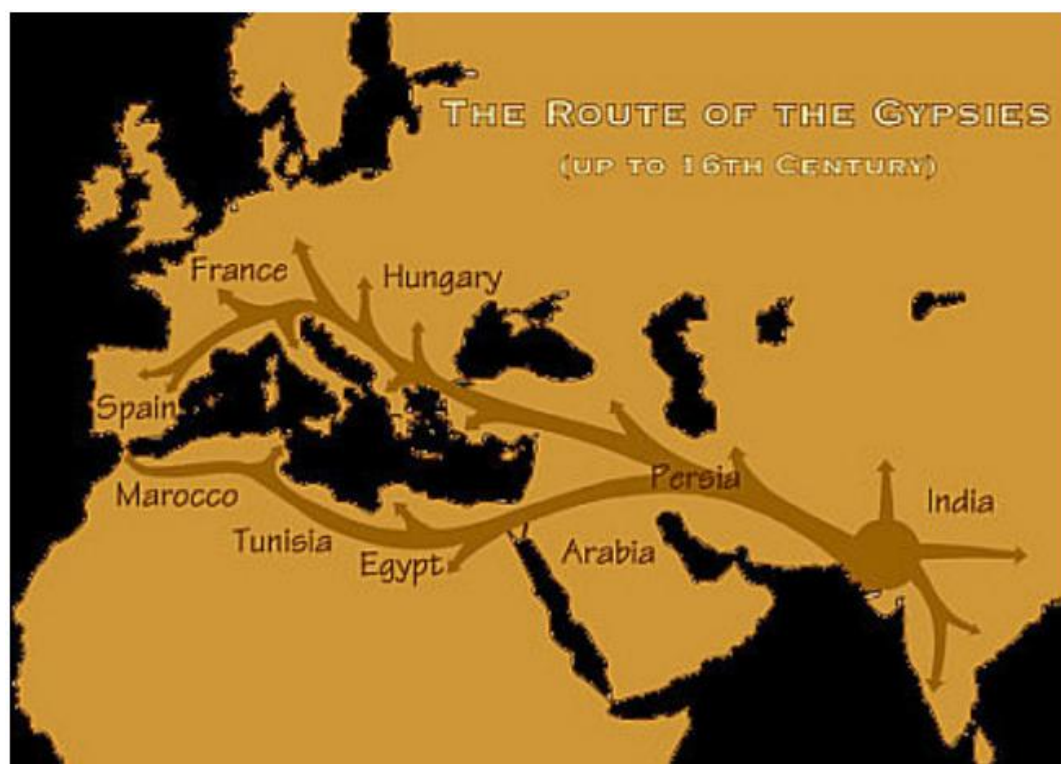 THE ROUTE OF THE GYPSIES
(UP TO 16TH CENTURY)
France
Hungary
Spain
Persia
India
Marocco
Tunisia
Egypt
Arabia